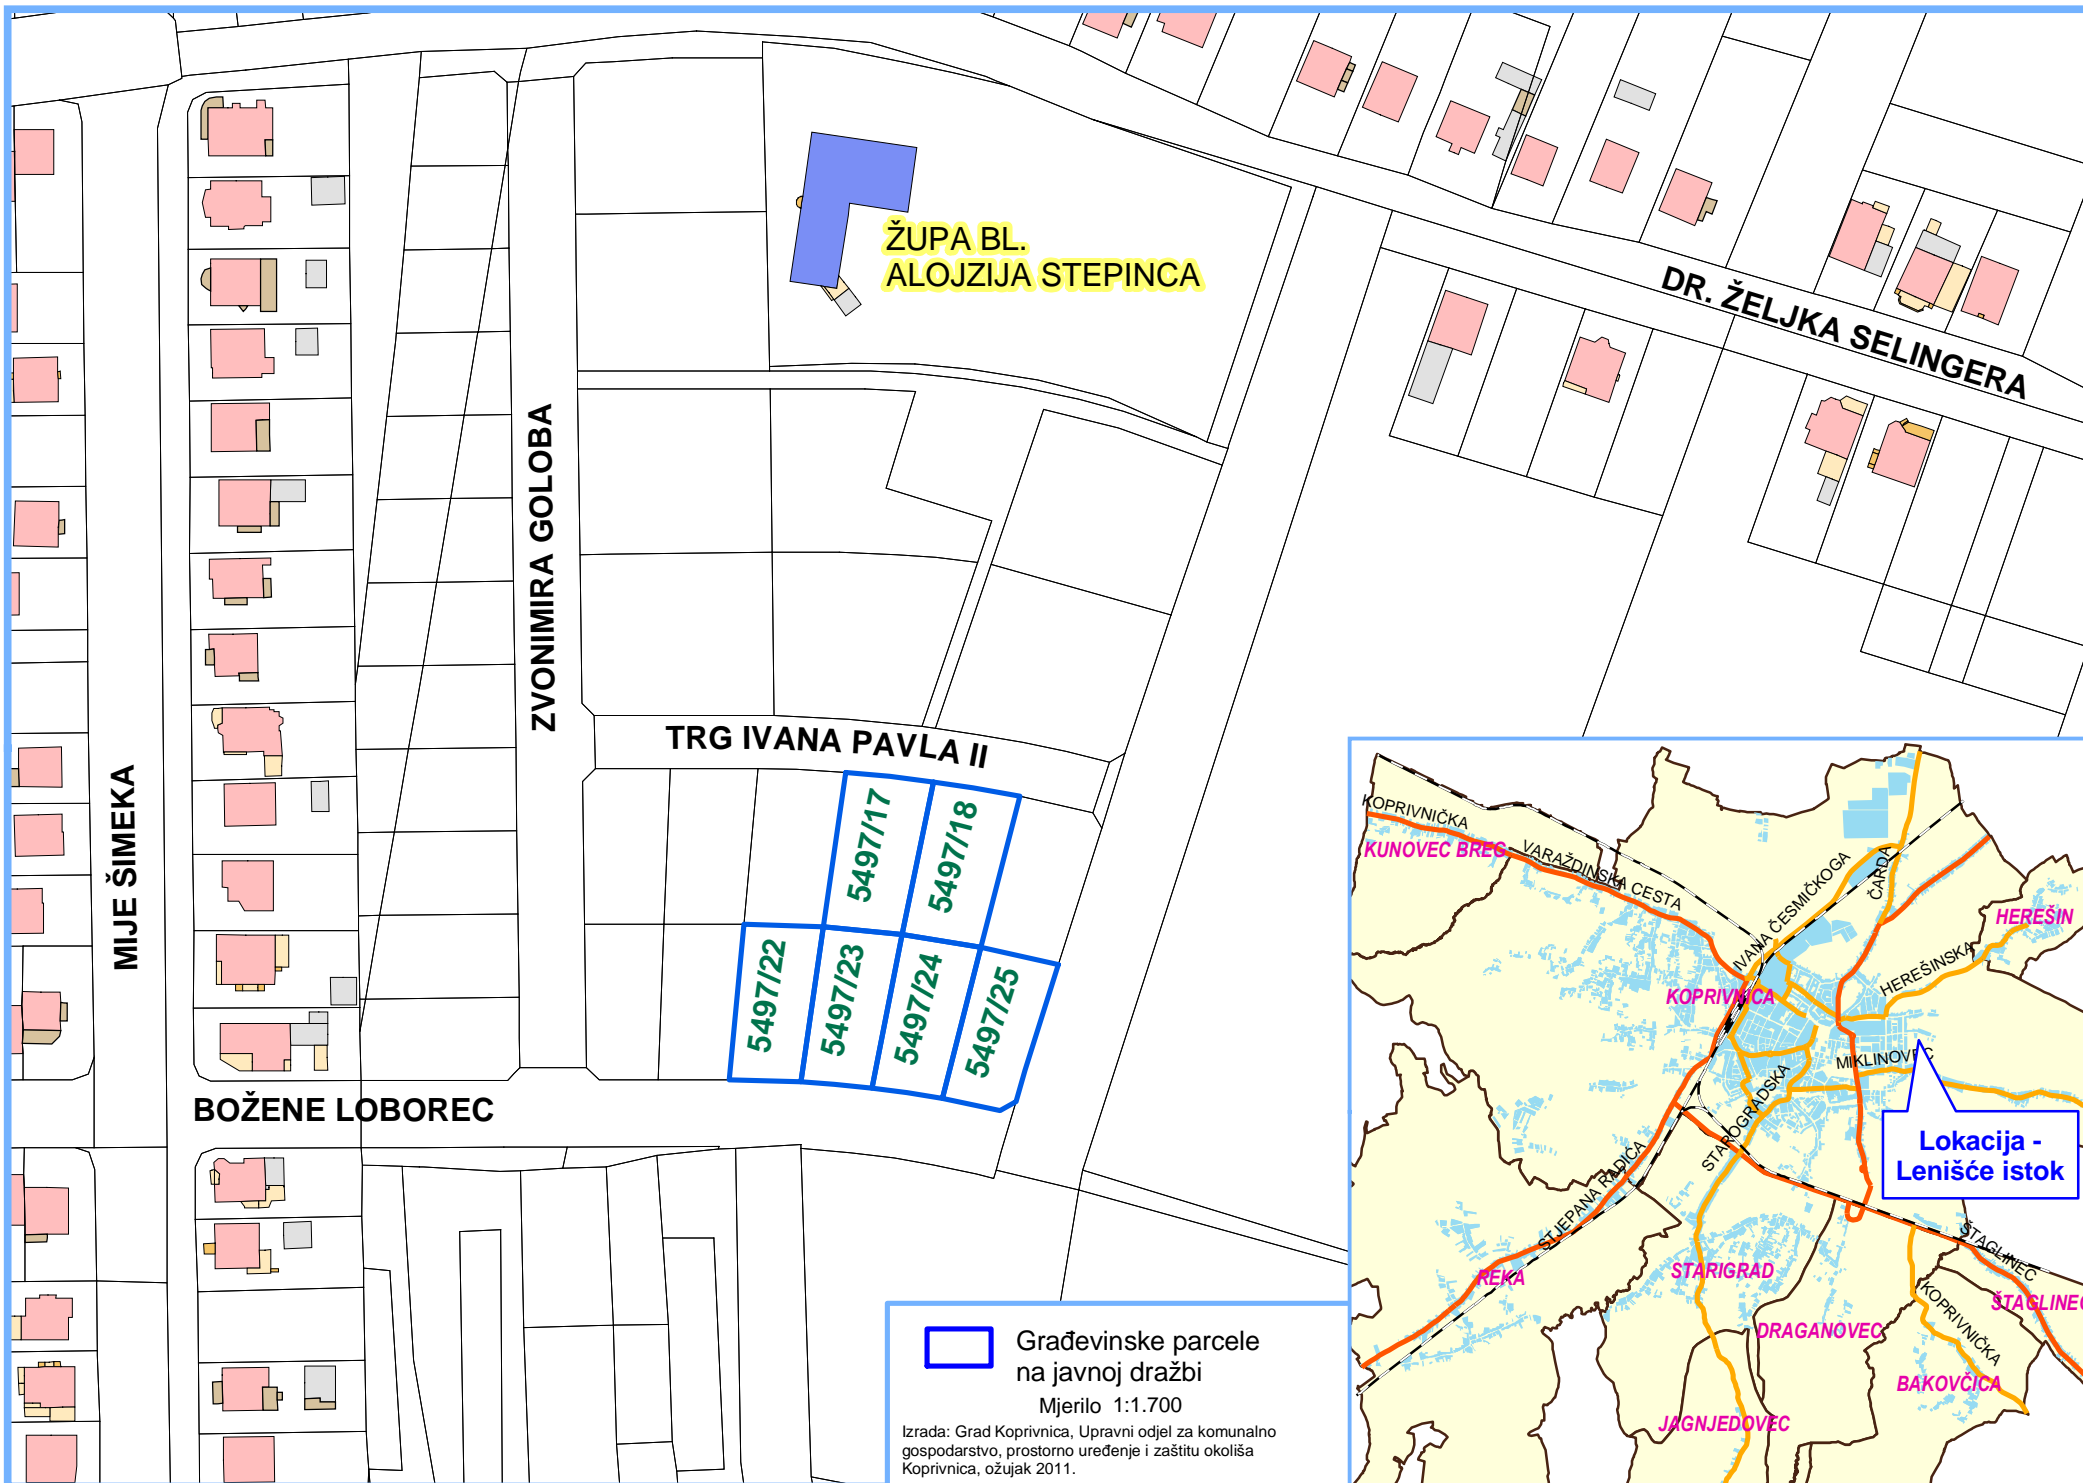 ŽUPA BL.
ALOJZIJA STEPINCA
DR. ŽELJKA SELINGERA
ZVONIMIRA GOLOBA
MIJE ŠIMEKA
TRG IVANA PAVLA II
5497/17
5497/18
5497/22
5497/23
5497/24
5497/25
BOŽENE LOBOREC
Građevinske parcele
na javnoj dražbi
Mjerilo 1:1.700
Izrada: Grad Koprivnica, Upravni odjel za komunalno
gospodarstvo, prostorno uređenje i zaštitu okoliša
Koprivnica, ožujak 2011.
KOPRIVNIČKA
KUNOVEC BREG
VARAŽDINSKA CESTA
IVANA ČESMIČKOGA
ČARDA
HEREŠIN
HEREŠINSKA
KOPRIVNICA
MIKLINOVEC
STAROGRADSKA
Lokacija -
Lenišće istok
STJEPANA RADIĆA
REKA
STARIGRAD
ŠTAGLINEC
ŠTAGLINEC
DRAGANOVEC
KOPRIVNIČKA
BAKOVČICA
JAGNJEDOVEC